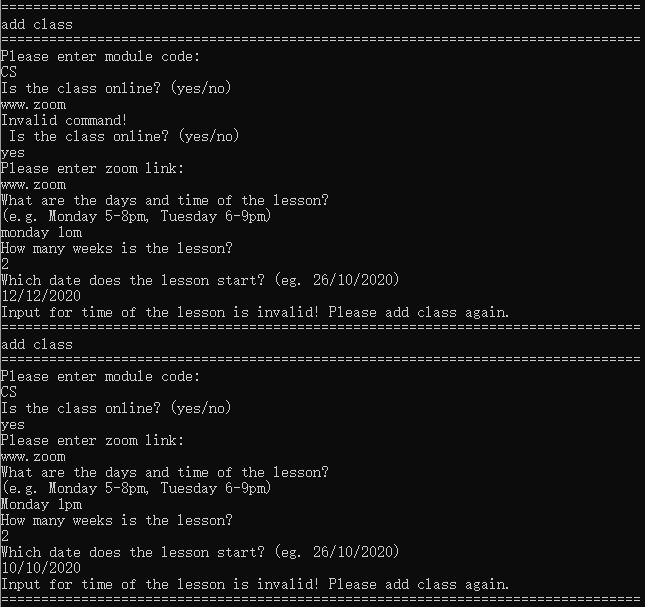 ================================================================================
add class
================================================================================
Please enter module code:
CS
Is the class online? (yes/no)
www.zoom
Invalid command!
 Is the class online? (yes/no)
yes
Please enter zoom link:
www.zoom
What are the days and time of the lesson?
(e.g. Monday 5-8pm, Tuesday 6-9pm)
monday 1om
How many weeks is the lesson?
2
Which date does the lesson start? (eg. 26/10/2020)
12/12/2020
Input for time of the lesson is invalid! Please add class again.
================================================================================
add class
================================================================================
Please enter module code:
CS
Is the class online? (yes/no)
yes
Please enter zoom link:
www.zoom
What are the days and time of the lesson?
(e.g. Monday 5-8pm, Tuesday 6-9pm)
Monday 1pm
How many weeks is the lesson?
2
Which date does the lesson start? (eg. 26/10/2020)
10/10/2020
Input for time of the lesson is invalid! Please add class again.
================================================================================